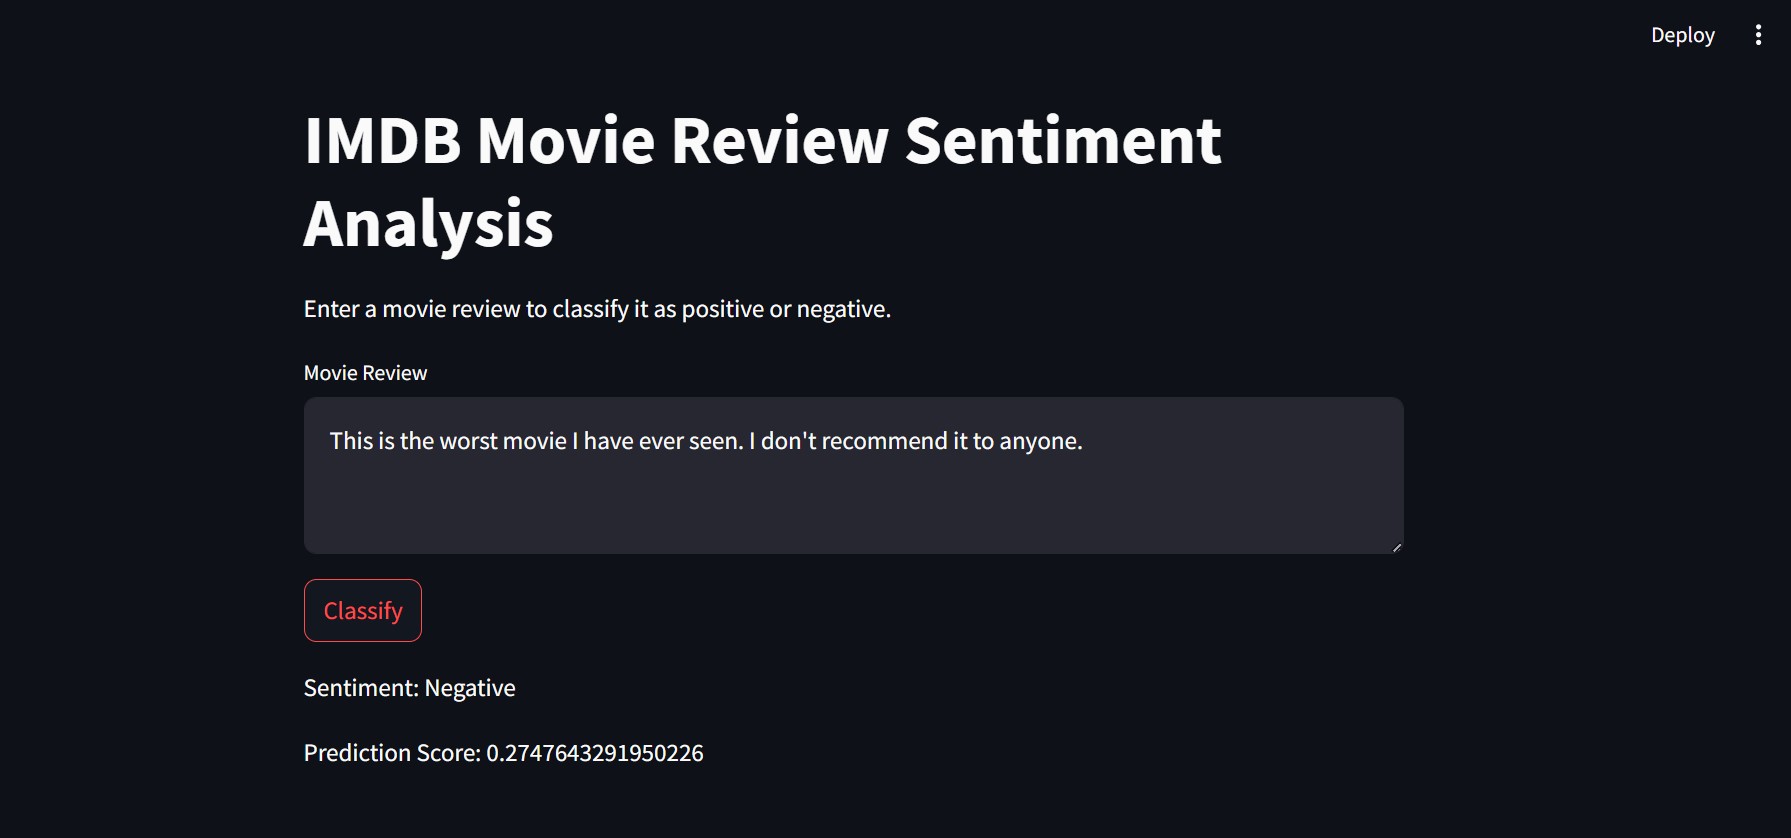 Deploy
IMDB Movie Review Sentiment
Analysis
Enter a movie review to classify it as positive or negative.
Movie Review
This is the worst movie I have ever seen. I don't recommend it to anyone.
Classify
Sentiment: Negative
Prediction Score: 0.2747643291950226